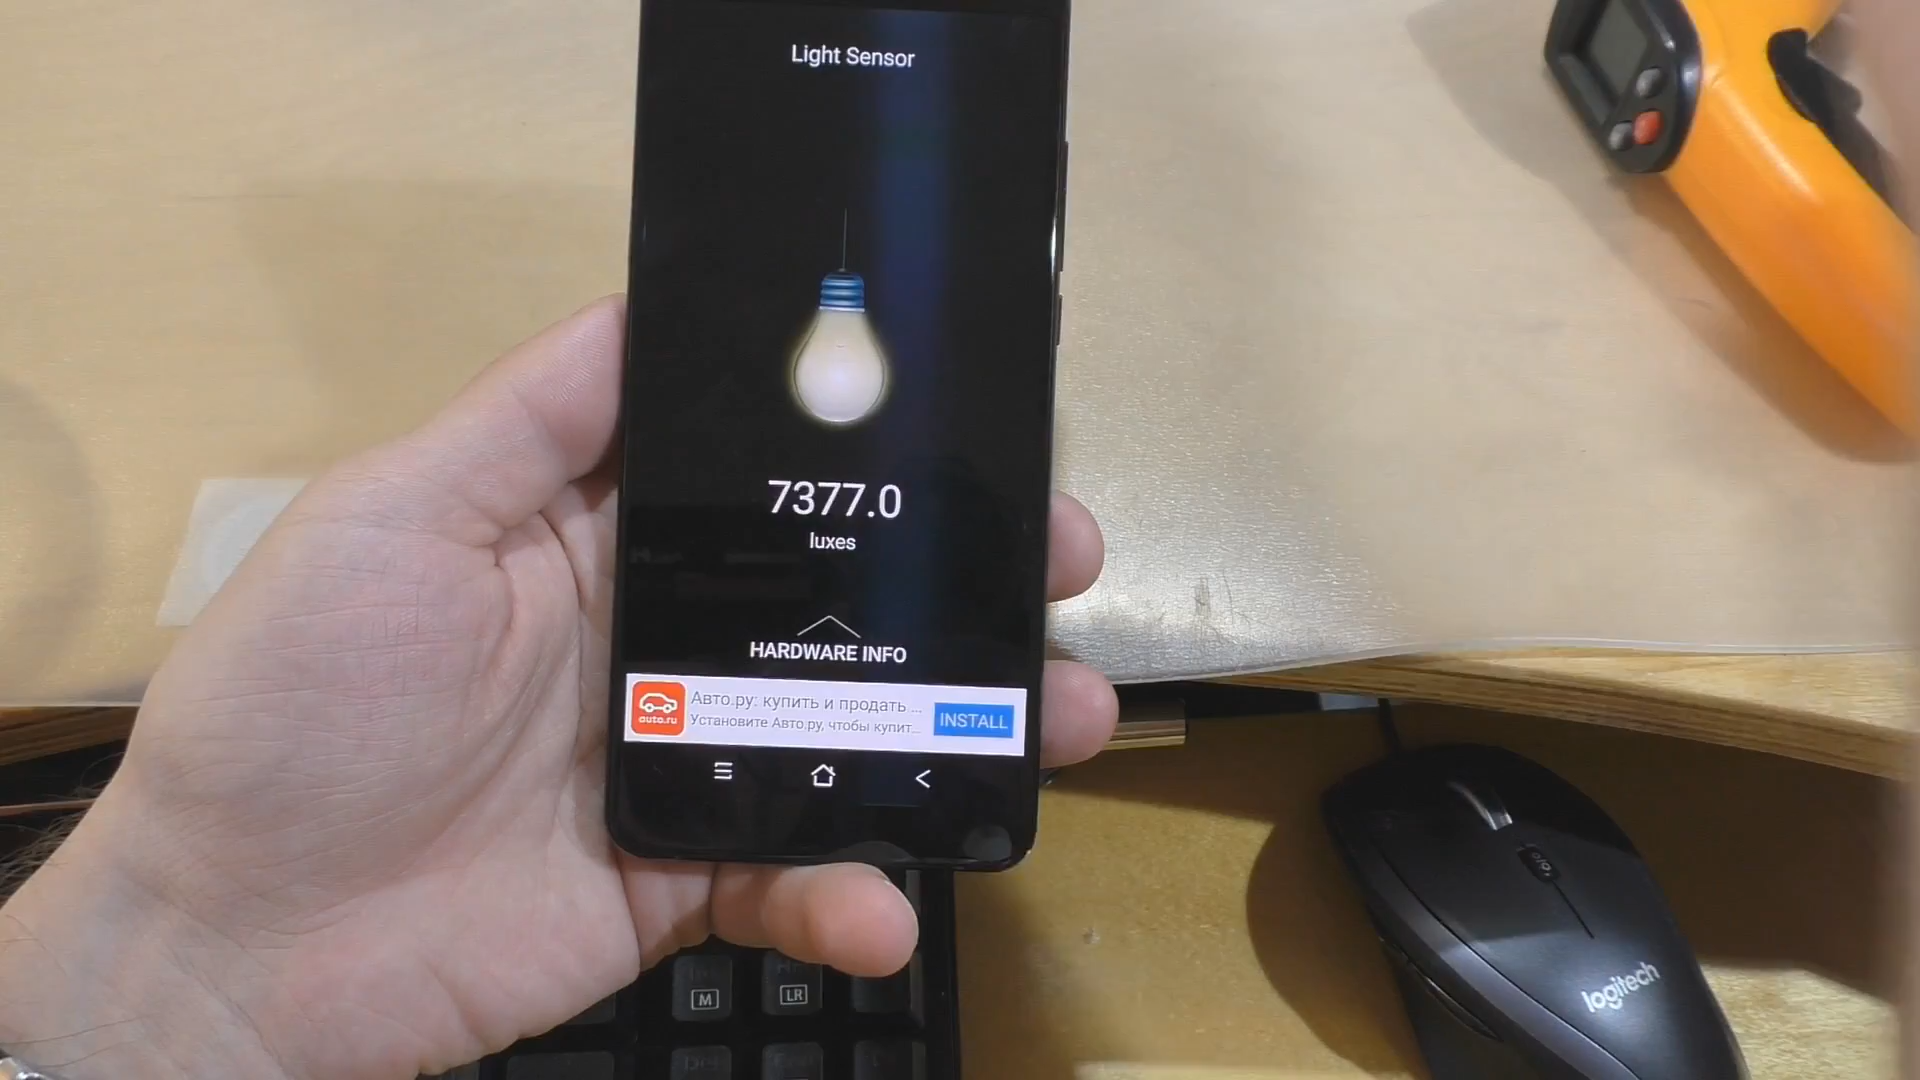 Light Sensor
7377.0
luxes
HARDWARE INFO
Авто.ру: купить и продать ...
auto.ru
Установите Авто.ру, чтобы купит...
INSTALL
M
LR
logitech